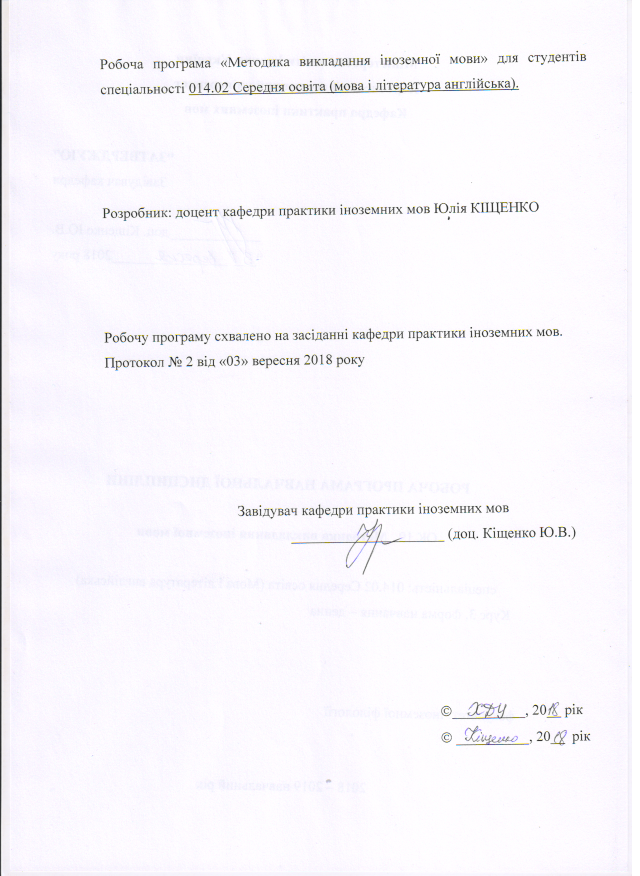 Робоча програма «Методика викладання іноземної мови» для студентів
спеціальності 014.02 Середня освіта (мова і література англійська).
Розробник: доцент кафедри практики іноземних мов Юлія КІЩЕНКО
Робочу програму схвалено на засіданні кафедри практики іноземних мов.
Протокол № 2 від «03» вересня 2018 року
Завідувач кафедри практики іноземних мов
(доц. Кіщенко Ю.В.)
© ХДУ, 2018 рік
© Кіщенко, 2018 рік